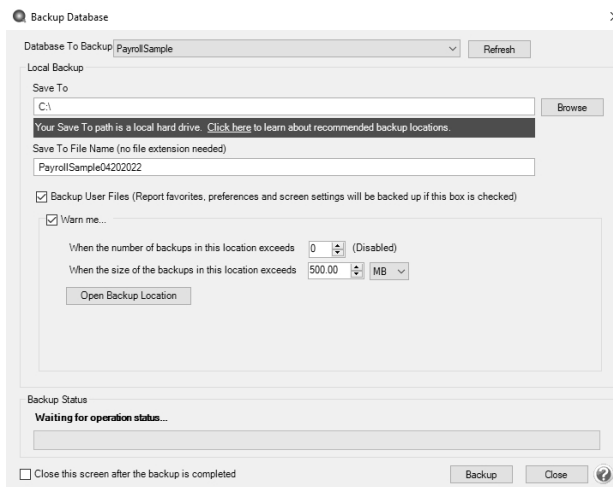 Backup Database
Database To Backup PayrollSample Refresh
Local Backup
Save To
C:\ Browse
Your Save To path is a local hard drive. Click here to learn about recommended backup locations.
Save To File Name (no file extension needed)
PayrollSample04202022
Backup User Files (Report favorites, preferences and screen settings will be backed up if this box is checked)
Warn me...
When the number of backups in this location exceeds 0 (Disabled)
When the size of the backups in this location exceeds 500.00 MB
Open Backup Location
Backup Status
Waiting for operation status...
Close this screen after the backup is completed Backup Close ?